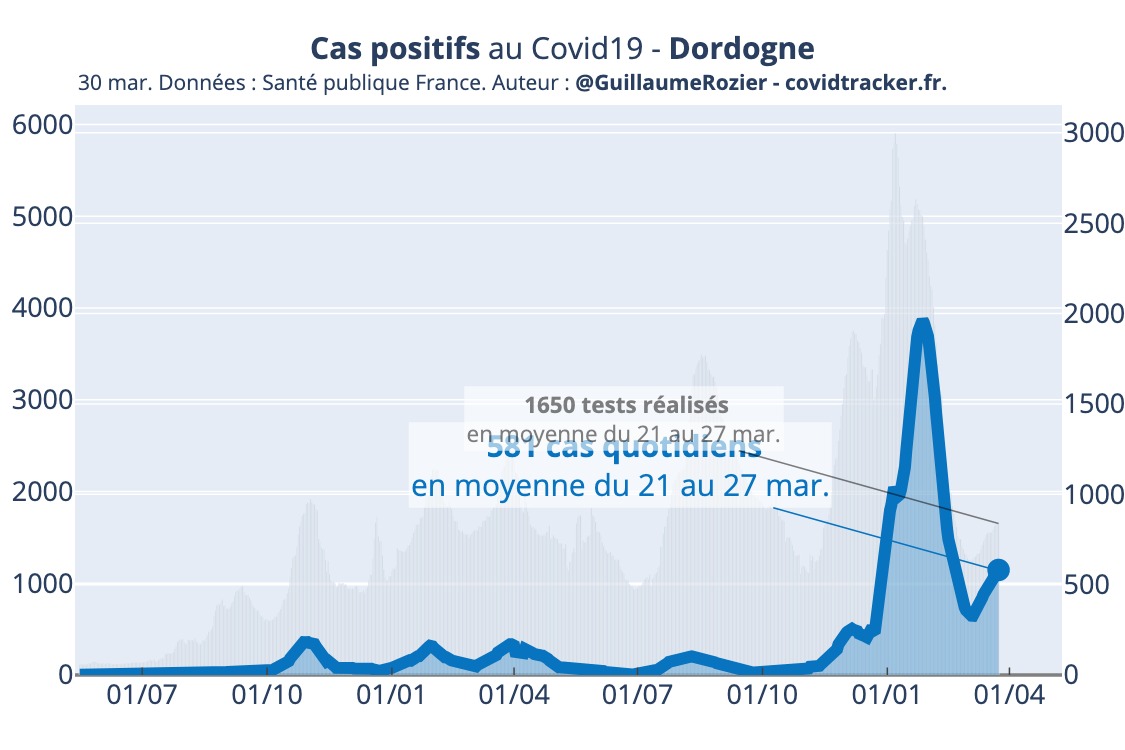 Cas positifs au Covid19 - Dordogne
30 mar. Données : Santé publique France. Auteur : @GuillaumeRozier - covidtracker.fr.
6000
5000
4000
3000
2000
1000
0
3000
2500
2000
1500
1000
500
0
1650 tests réalisés
en moyenne du 21 au 27 mar.
581 cas quotidiens
en moyenne du 21 au 27 mar.
01/07 01/10 01/01 01/04 01/07 01/10 01/01 01/04